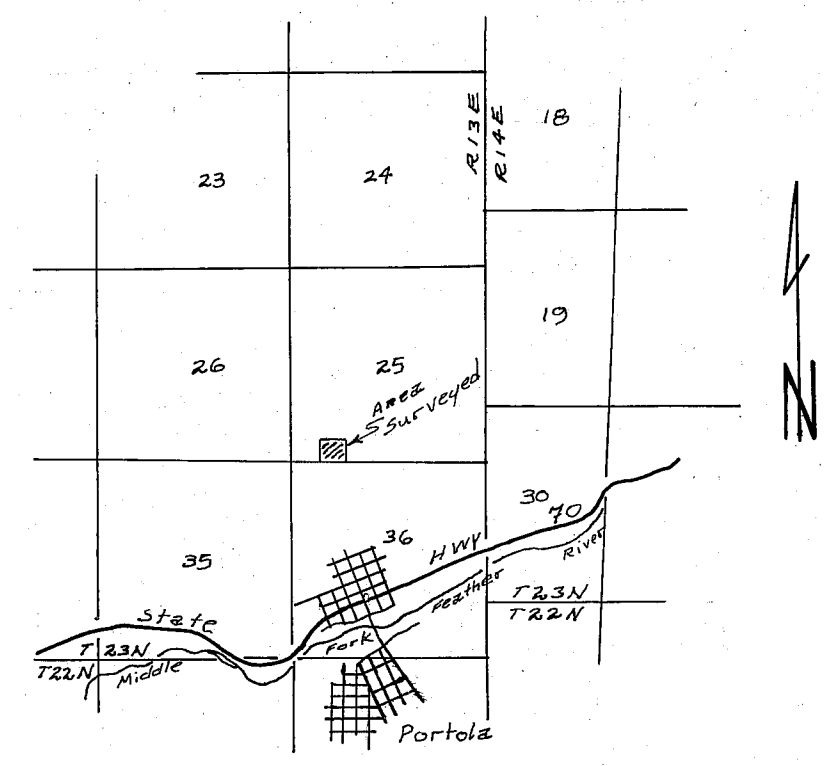 18
R13E
R14E
23
24
19
26
25
Area
Surveyed
30
70
36
HWY
River
35
Feather
T23N
T22N
State
Fork
T23N
T22N
Middle
Portola
N